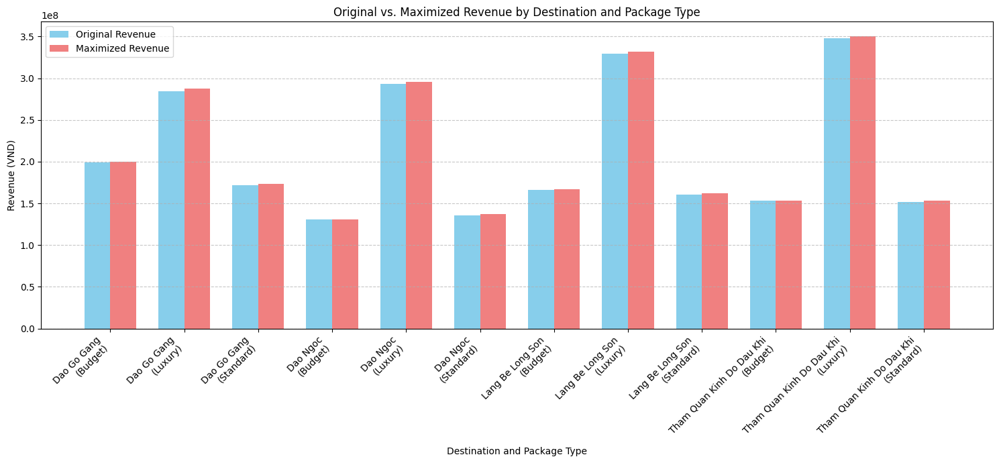 Original vs. Maximized Revenue by Destination and Package Type
1e8
Original Revenue
Maximized Revenue
3.5
3.0
2.5
2.0
1.5
1.0
0.5
0.0
Revenue (VND)
Dao Go Gang
(Budget)
Dao Go Gang
(Luxury)
Dao Go Gang
(Standard)
Dao Ngoc
(Budget)
Dao Ngoc
(Luxury)
Dao Ngoc
(Standard)
Lang Be Long Son
(Budget)
Lang Be Long Son
(Luxury)
Lang Be Long Son
(Standard)
Tham Quan Kinh Do Dau Khi
(Budget)
Tham Quan Kinh Do Dau Khi
(Luxury)
Tham Quan Kinh Do Dau Khi
(Standard)
Destination and Package Type